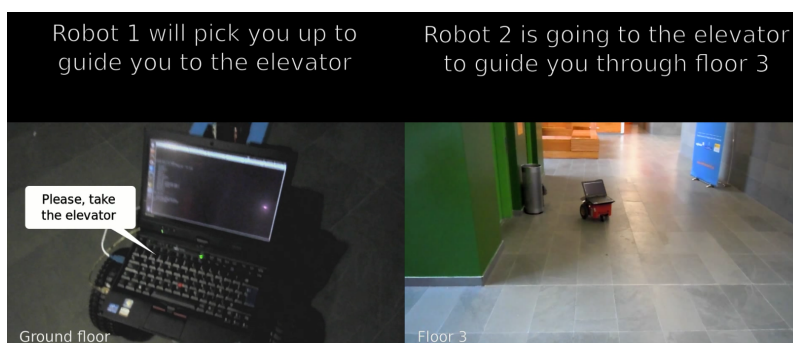 Robot 1 will pick you up to
guide you to the elevator
Robot 2 is going to the elevator
to guide you through floor 3
Please, take
the elevator
Ground floor
Floor 3